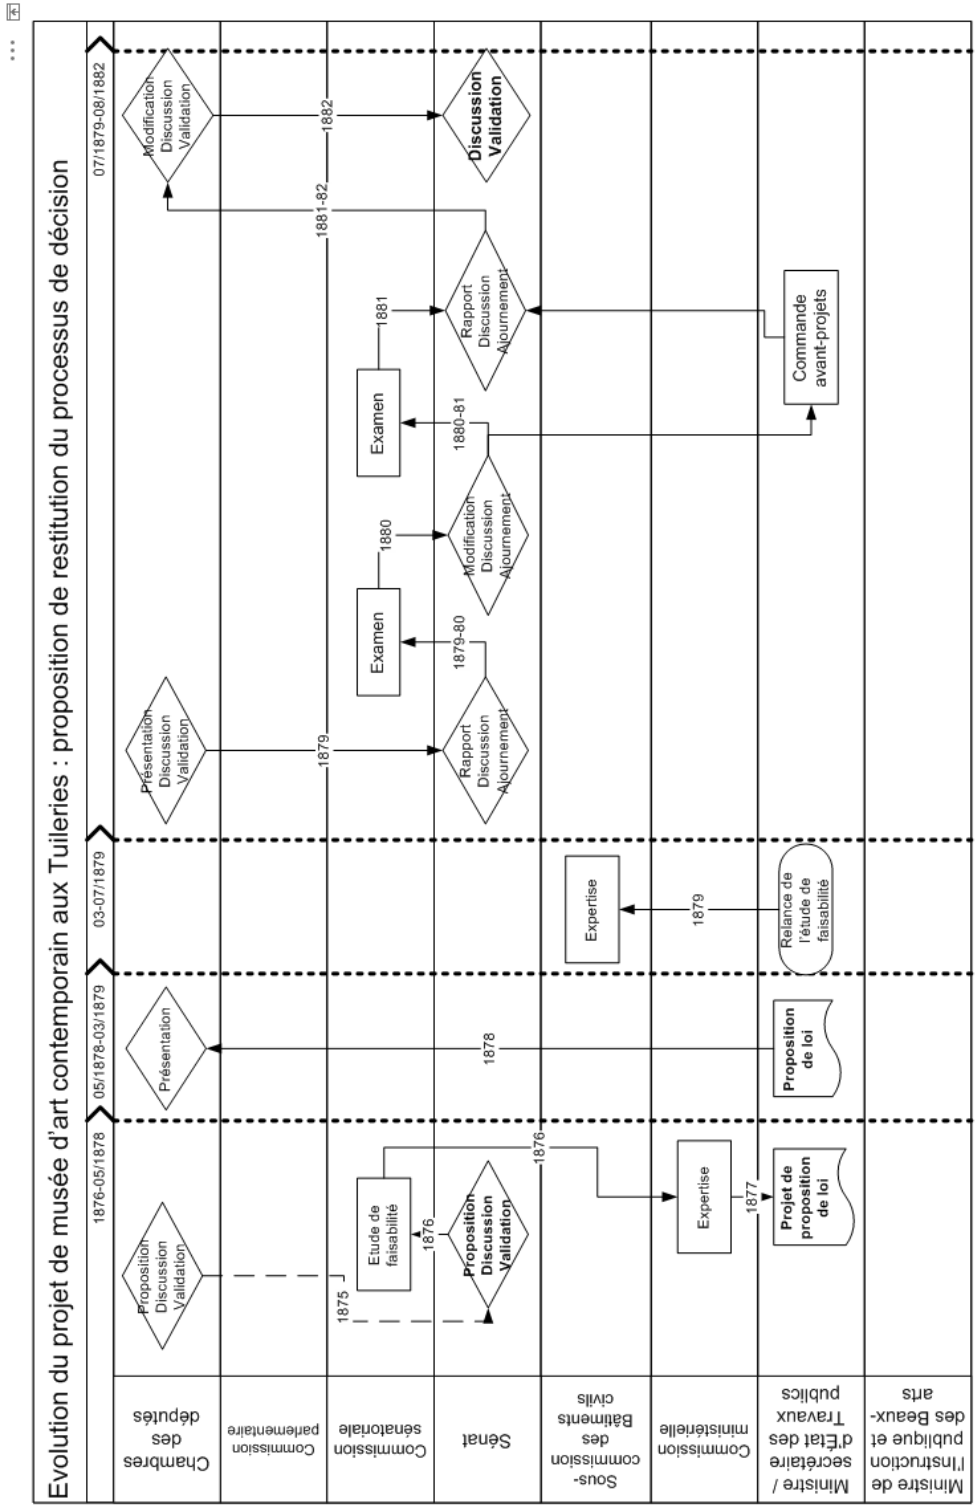 Evolution du projet de musée d'art contemporain aux Tuileries : proposition de restitution du processus de décision
1876-05/1878
05/1878-03/1879
03-07/1879
07/1879-08/1882
Chambres
des
députés
Proposition
Discussion
Validation
Présentation
Présentation
Discussion
Validation
Modification
Discussion
Validation
Commission
parlementaire
1875
1879
1881-82
1882
Commission
sénatoriale
Etude de
faisabilité
Examen
1880
Examen
1881
Sénat
1876
Proposition
Discussion
Validation
1878
Rapport
Discussion
Ajournement
1879-80
Modification
Discussion
Ajournement
1880-81
Rapport
Discussion
Ajournement
Discussion
Validation
Sous-
commission
des
Bâtiments
civils
1876
Expertise
Commission
ministérielle
Expertise
1877
1879
Ministre /
secrétaire
d'État des
Travaux
publics
Projet de
proposition
de loi
Proposition
de loi
Relance de
l'étude de
faisabilité
Commande
avant-projets
Ministre de
l'Instruction
publique et
des Beaux-
arts